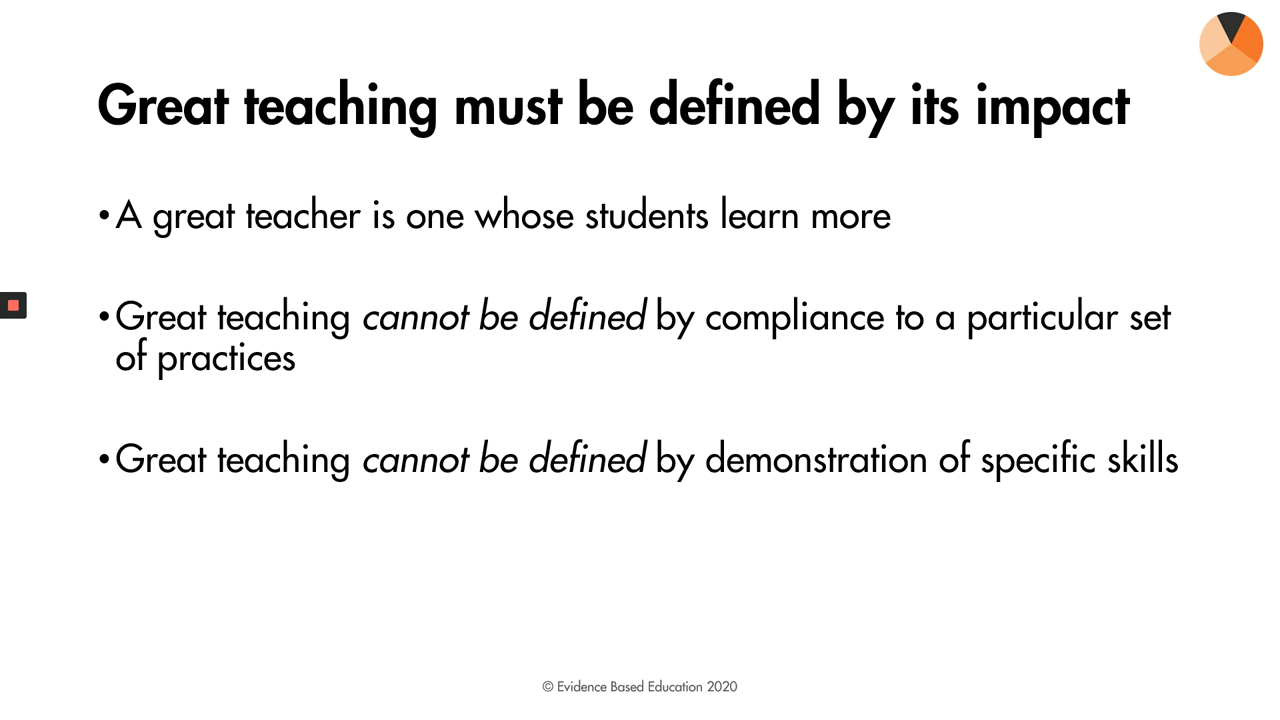 Great teaching must be defined by its impact
• A great teacher is one whose students learn more
• Great teaching cannot be defined by compliance to a particular set
of practices
• Great teaching cannot be defined by demonstration of specific skills
© Evidence Based Education 2020